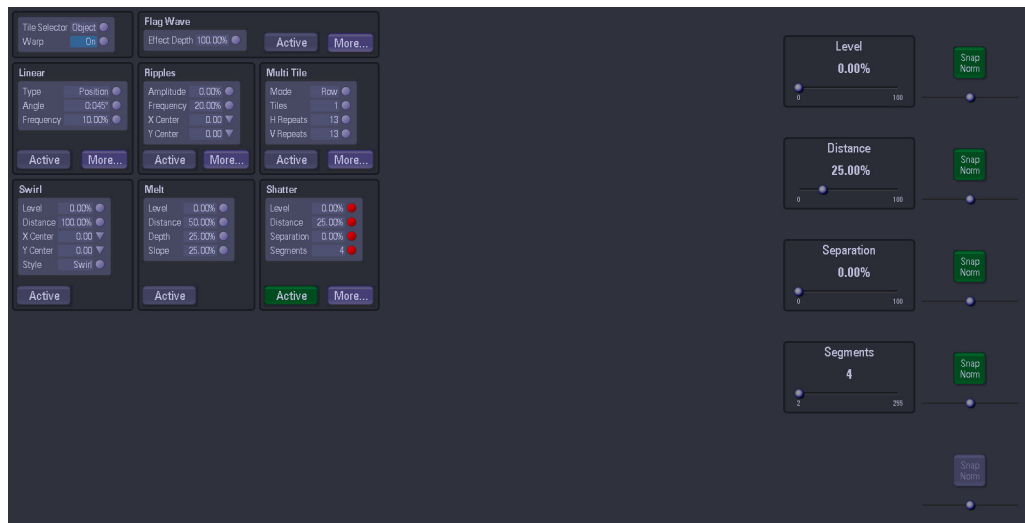 Tile Selector Object
Warp On
Flag Wave
Effect Depth 100.00%
Active More...
Linear
Type Position
Angle 0.045°
Frequency 10.00%
Active More...
Ripples
Amplitude 0.00%
Frequency 20.00%
X Center 0.00
Y Center 0.00
Active More...
Multi Tile
Mode Row
Tiles 1
H Repeats 13
V Repeats 13
Active More...
Swirl
Level 0.00%
Distance 100.00%
X Center 0.00
Y Center 0.00
Style Swirl
Active
Melt
Level 0.00%
Distance 50.00%
Depth 25.00%
Slope 25.00%
Active
Shatter
Level 0.00%
Distance 25.00%
Separation 0.00%
Segments 4
Active More...
Level
0.00%
0 100
Snap
Norm
Distance
25.00%
0 100
Snap
Norm
Separation
0.00%
0 100
Snap
Norm
Segments
4
2 255
Snap
Norm
Snap
Norm